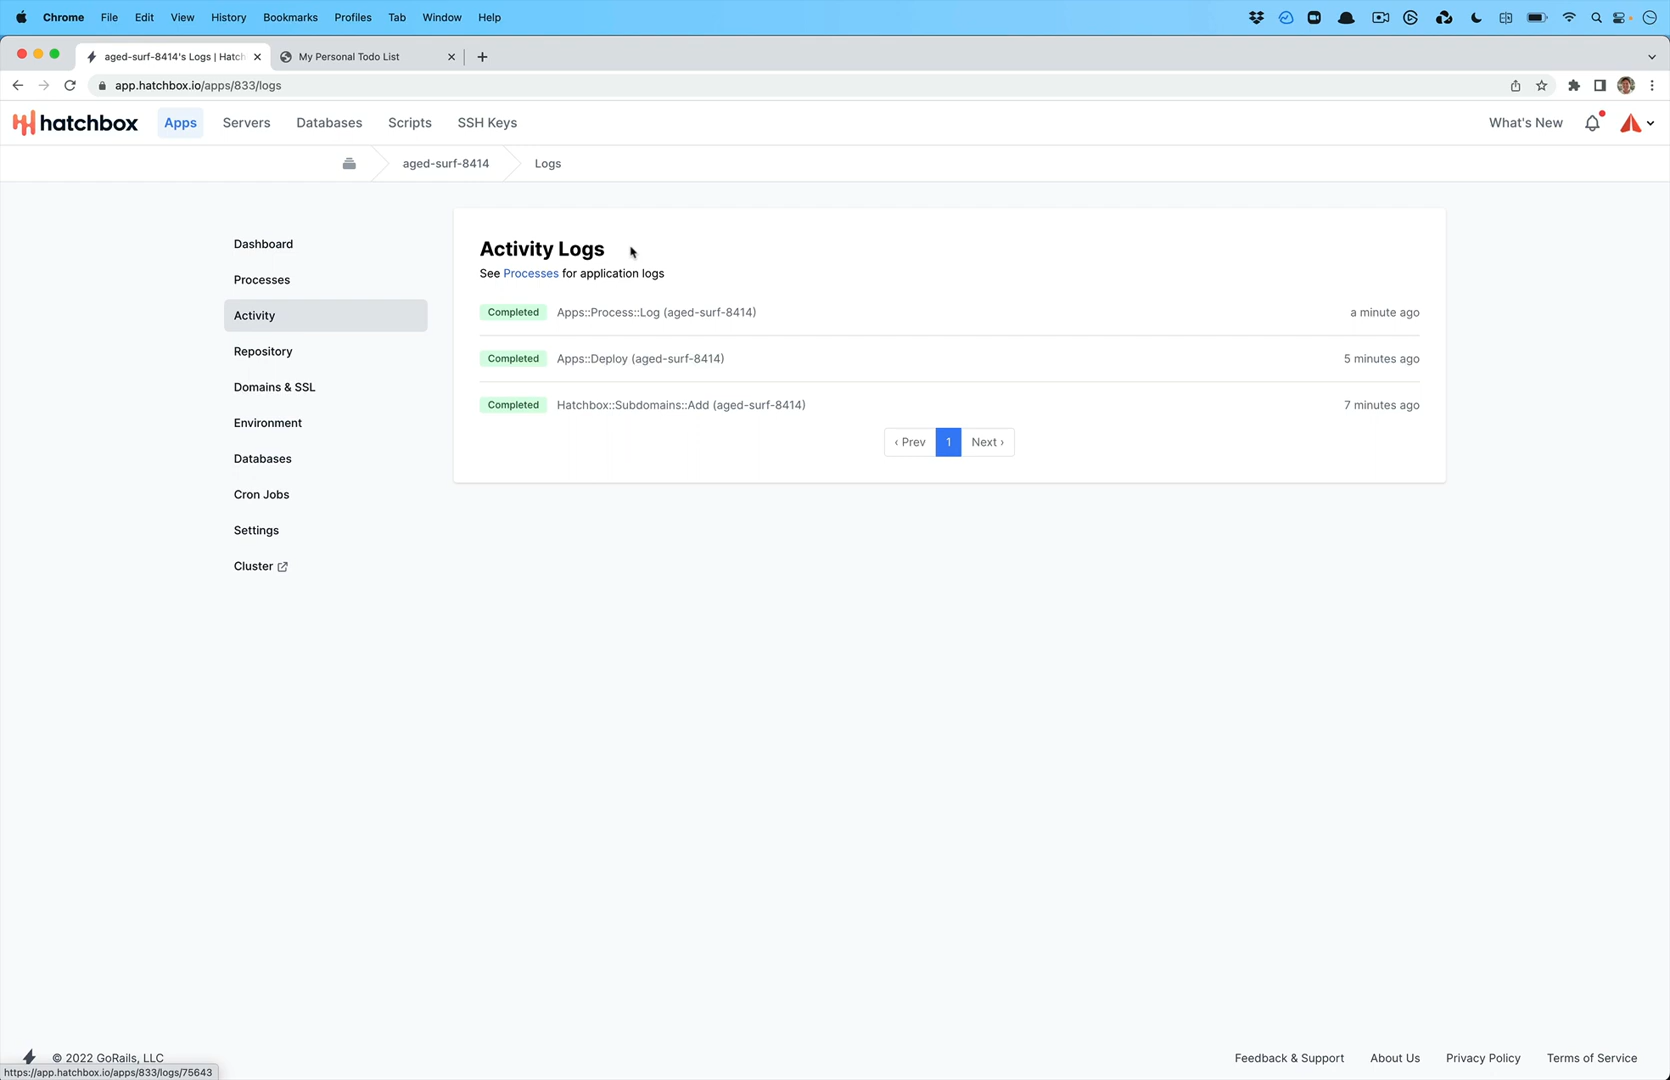 Chrome File Edit View History Bookmarks Profiles Tab Window Help
aged-surf-8414's Logs | Hatch
My Personal Todo List
app.hatchbox.io/apps/833/logs
hatchbox Apps Servers Databases Scripts SSH Keys What's New
aged-surf-8414 Logs
Dashboard
Processes
Activity
Repository
Domains & SSL
Environment
Databases
Cron Jobs
Settings
Cluster
Activity Logs
See Processes for application logs
Completed Apps::Process::Log (aged-surf-8414) a minute ago
Completed Apps::Deploy (aged-surf-8414) 5 minutes ago
Completed Hatchbox::Subdomains::Add (aged-surf-8414) 7 minutes ago
‹ Prev 1 Next ›
© 2022 GoRails, LLC Feedback & Support About Us Privacy Policy Terms of Service
https://app.hatchbox.io/apps/833/logs/75643